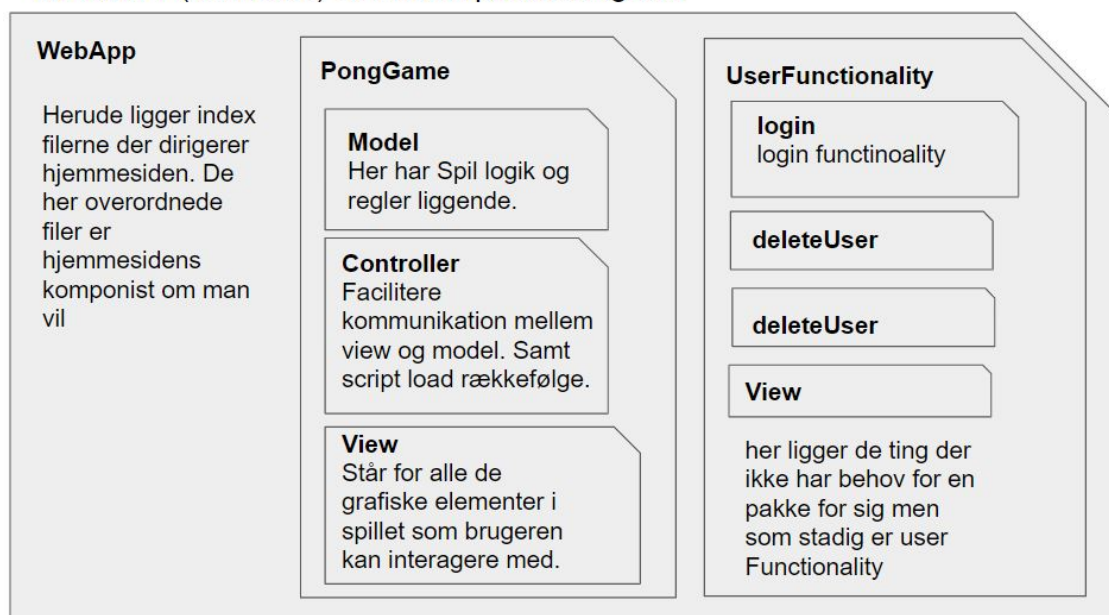 WebApp
Herude ligger index
filerne der dirigerer
hjemmesiden. De
her overordnede
filer er
hjemmesidens
komponist om man
vil
PongGame
Model
Her har Spil logik og
regler liggende.
Controller
Facilitere
kommunikation mellem
view og model. Samt
script load rækkefølge.
View
Står for alle de
grafiske elementer i
spillet som brugeren
kan interagere med.
UserFunctionality
login
login functinoality
deleteUser
deleteUser
View
her ligger de ting der
ikke har behov for en
pakke for sig men
som stadig er user
Functionality